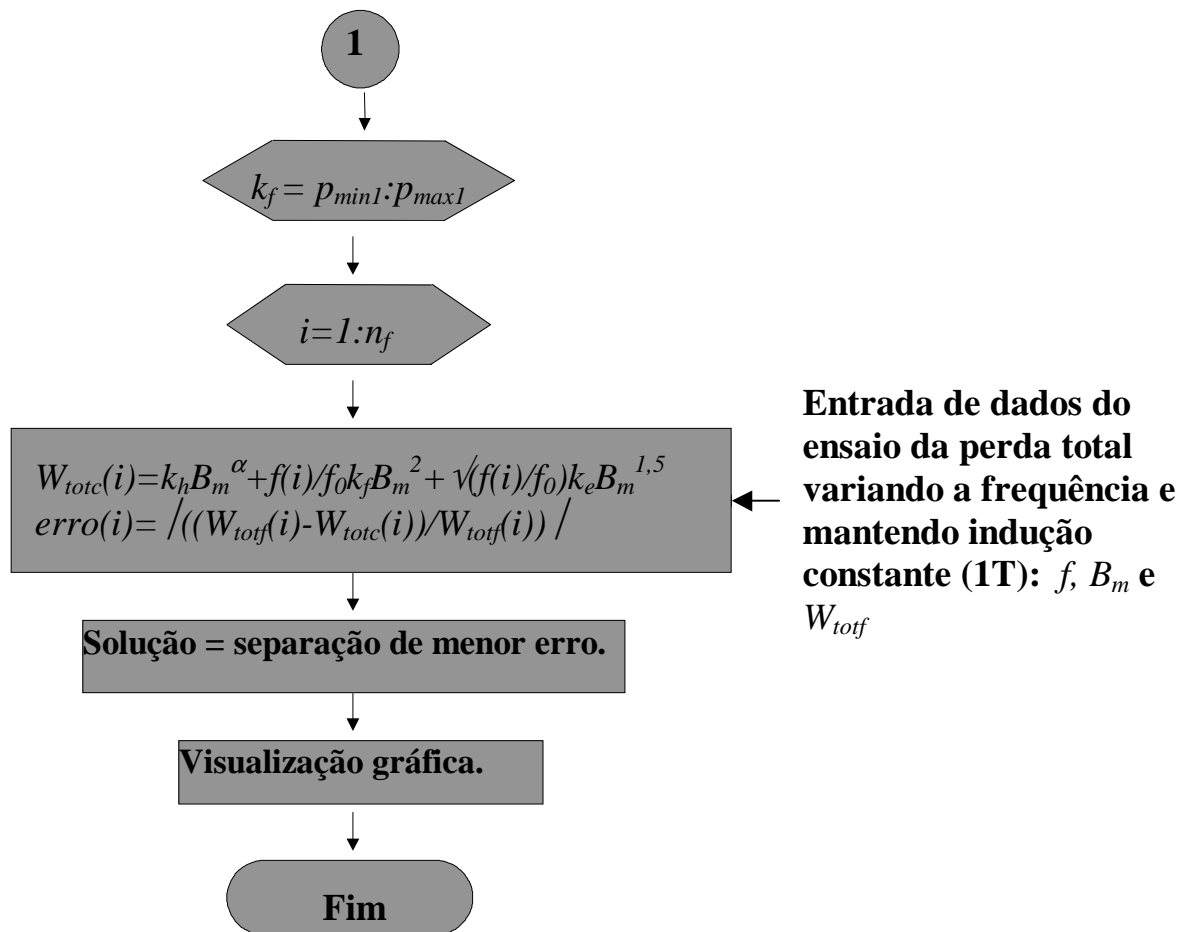 1
k_f = p_min1:p_max1
i=1:n_f
W_totc(i)=k_hB_m^α+f(i)/f_0k_fB_m^2+ √(f(i)/f_0)k_eB_m^1,5
erro(i)= /((W_totf(i)-W_totc(i))/W_totf(i)) /
Entrada de dados do
ensaio da perda total
variando a frequência e
mantendo indução
constante (1T): f, B_m e
W_totf
Solução = separação de menor erro.
Visualização gráfica.
Fim